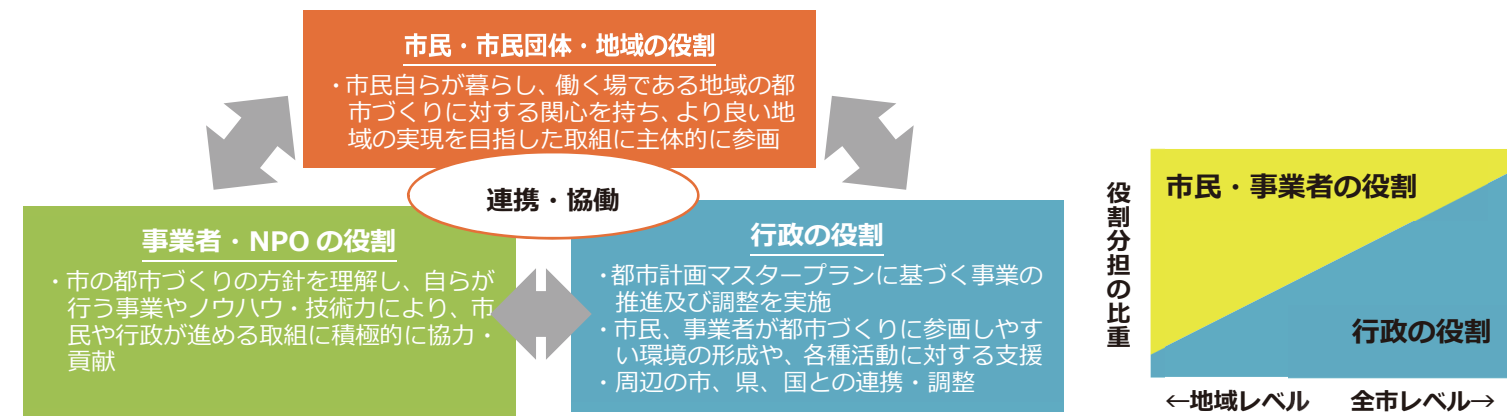 市民・市民団体・地域の役割
・市民自らが暮らし、働く場である地域の都
市づくりに対する関心を持ち、より良い地
域の実現を目指した取組に主体的に参画
連携・協働
事業者・NPO の役割
・市の都市づくりの方針を理解し、自らが
行う事業やノウハウ・技術力により、市
民や行政が進める取組に積極的に協力・
貢献
行政の役割
・都市計画マスタープランに基づく事業の
推進及び調整を実施
・市民、事業者が都市づくりに参画しやす
い環境の形成や、各種活動に対する支援
・周辺の市、県、国との連携・調整
役割分担の比重
市民・事業者の役割
行政の役割
←地域レベル 全市レベル→